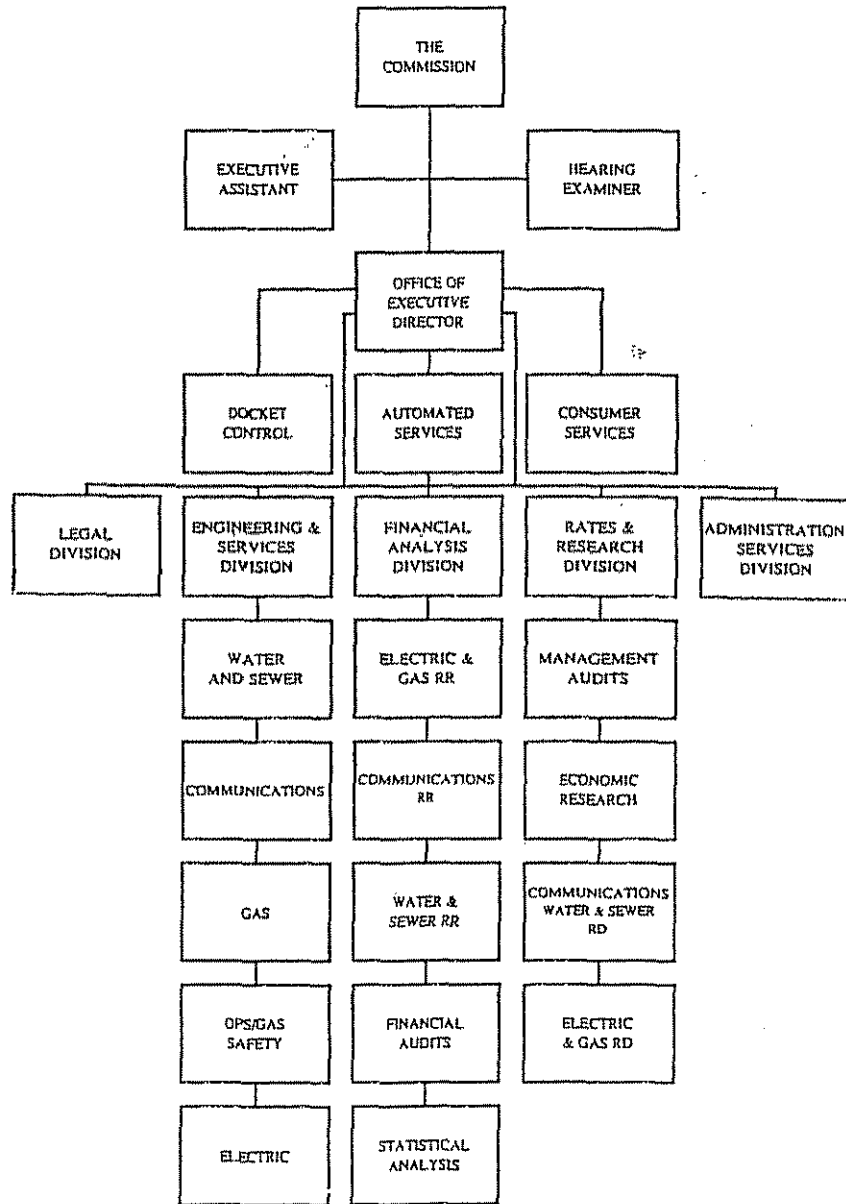 THE
COMMISSION
EXECUTIVE
ASSISTANT
HEARING
EXAMINER
OFFICE OF
EXECUTIVE
DIRECTOR
DOCKET
CONTROL
AUTOMATED
SERVICES
CONSUMER
SERVICES
LEGAL
DIVISION
ENGINEERING &
SERVICES
DIVISION
FINANCIAL
ANALYSIS
DIVISION
RATES &
RESEARCH
DIVISION
ADMINISTRATION
SERVICES
DIVISION
WATER
AND SEWER
ELECTRIC &
GAS RR
MANAGEMENT
AUDITS
COMMUNICATIONS
COMMUNICATIONS
RR
ECONOMIC
RESEARCH
GAS
WATER &
SEWER RR
COMMUNICATIONS
WATER & SEWER
RD
OPS/GAS
SAFETY
FINANCIAL
AUDITS
ELECTRIC
& GAS RD
ELECTRIC
STATISTICAL
ANALYSIS